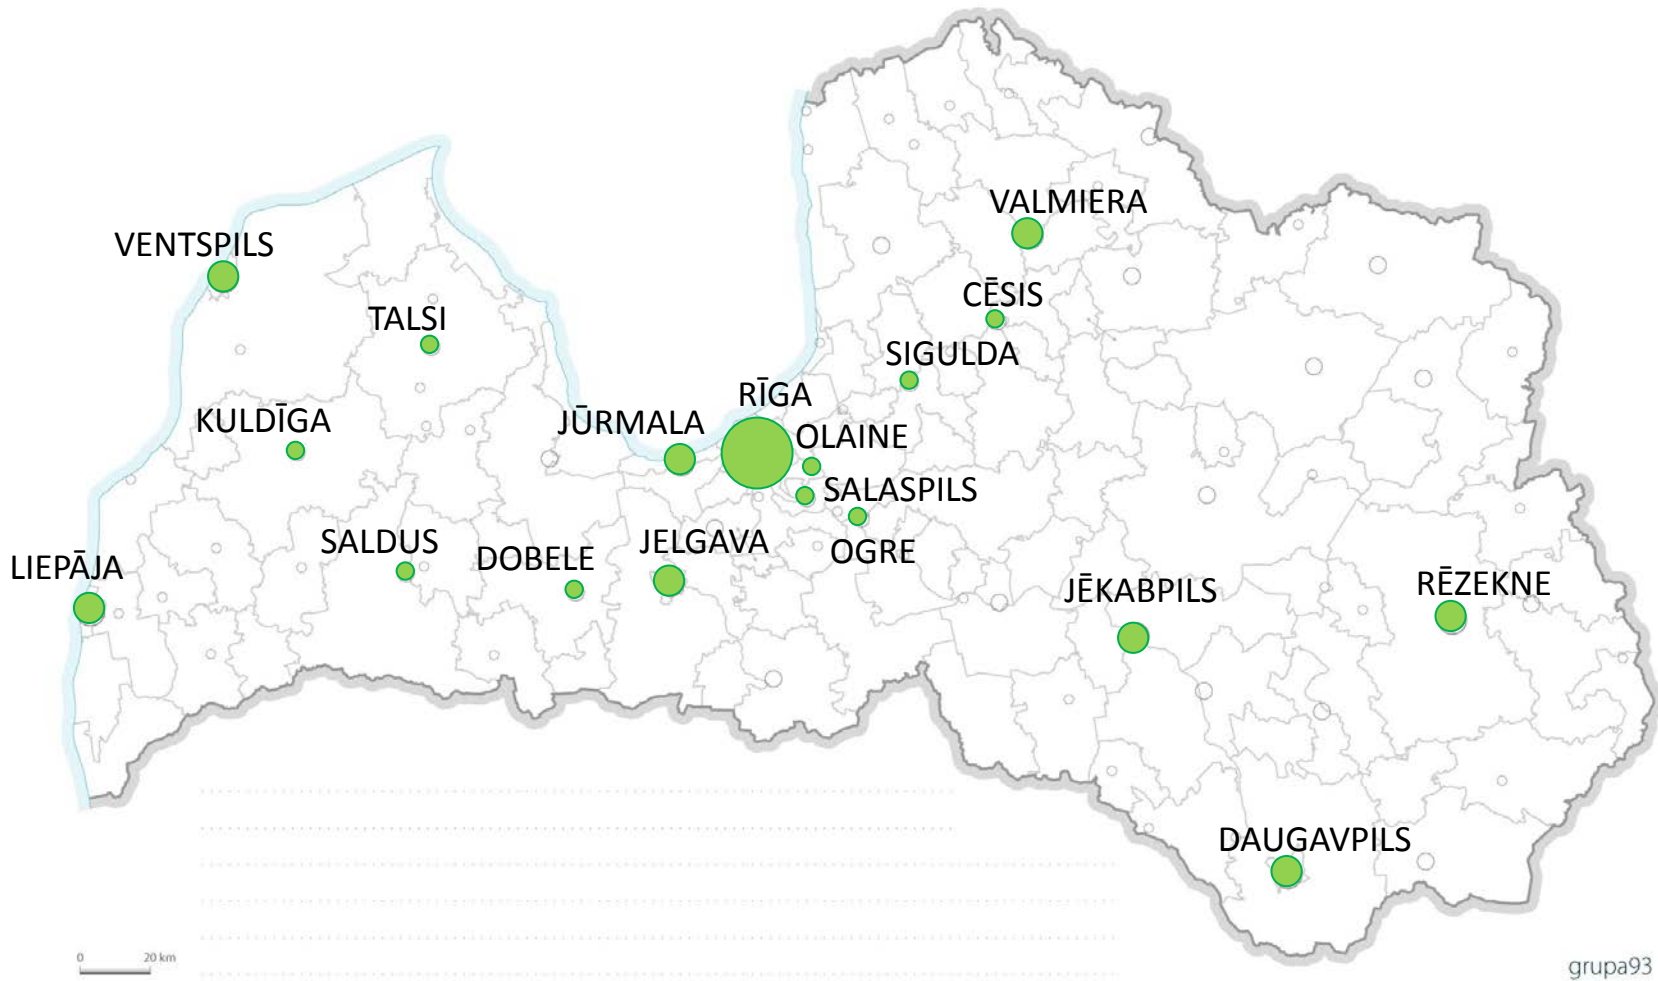 VALMIERA
VENTSPILS
CĒSIS
TALSI
SIGULDA
RĪGA
KULDĪGA
JŪRMALA
OLAINE
SALASPILS
SALDUS
DOBELE
JELGAVA
OGRE
LIEPĀJA
JĒKABPILS
RĒZEKNE
DAUGAVPILS
0 20 km
grupa93